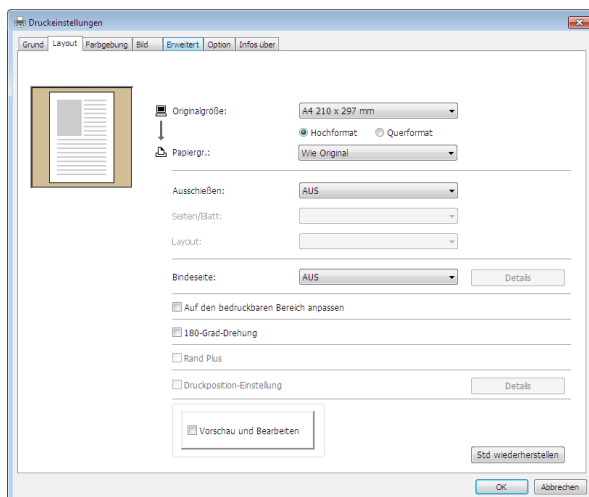 Druckeinstellungen
Grund Layout Farbgebung Bild Erweitert Option Infos über
Originalgröße: A4 210 x 297 mm
Hochformat Querformat
Papiergr.: Wie Original
Ausschießen: AUS
Seiten/Blatt:
Layout:
Bindeseite: AUS Details
Auf den bedruckbaren Bereich anpassen
180-Grad-Drehung
Rand Plus
Druckposition-Einstellung Details
Vorschau und Bearbeiten
Std wiederherstellen
OK Abbrechen